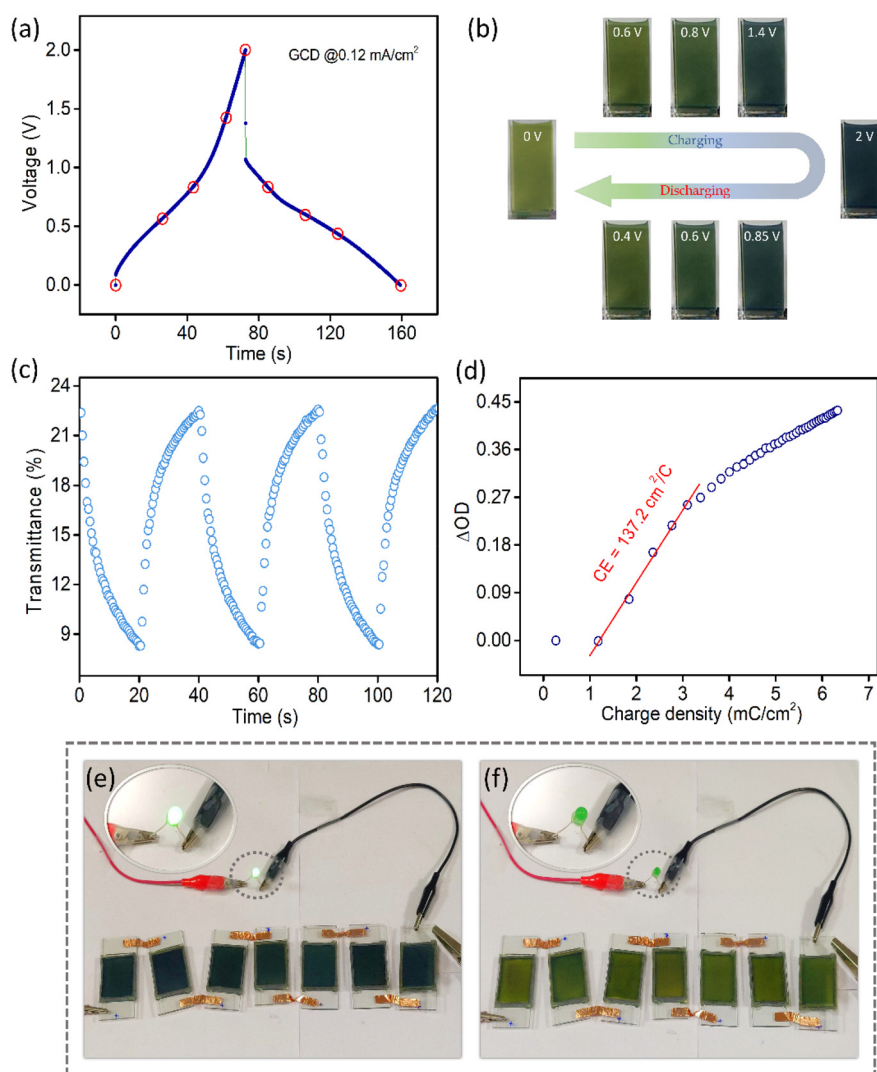 (a)
GCD @0.12 mA/cm²
2.0
1.5
1.0
0.5
0.0
Voltage (V)
0 40 80 120 160
Time (s)
(b)
0.6 V 0.8 V 1.4 V
0 V
Charging
2 V
Discharging
0.4 V 0.6 V 0.85 V
(c)
24
21
18
15
12
9
Transmittance (%)
0 20 40 60 80 100 120
Time (s)
(d)
0.45
0.36
0.27
0.18
0.09
0.00
ΔOD
CE = 137.2 cm²/C
0 1 2 3 4 5 6 7
Charge density (mC/cm²)
(e)
(f)